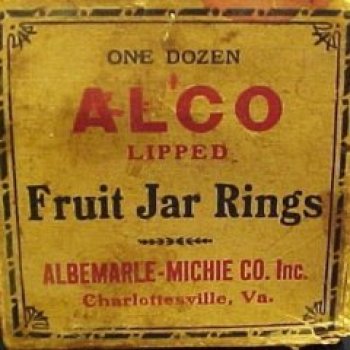 ONE DOZEN
ALCO
LIPPED
Fruit Jar Rings
ALBEMARLE-MICHIE CO. Inc.
Charlottesville, Va.